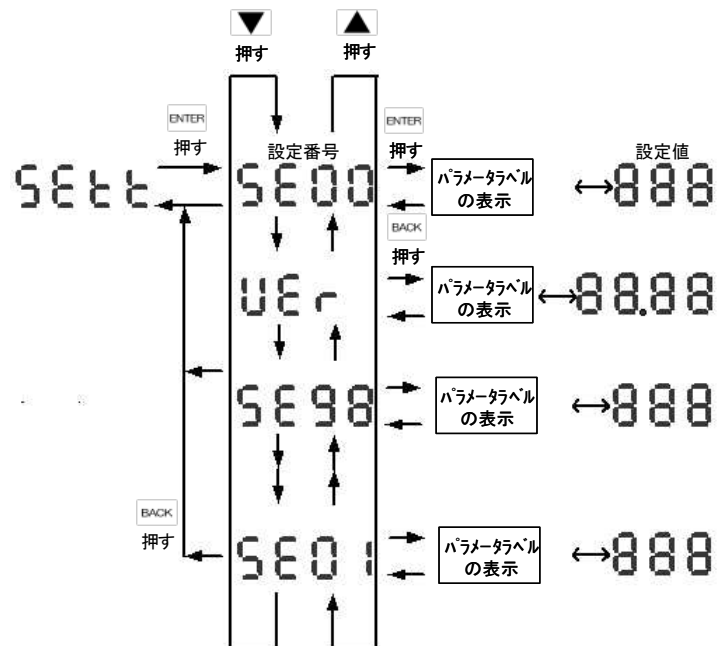 ▼ ▲
押す 押す
ENTER
押す
設定番号
ENTER
押す
設定値
SEtt
SE00
パラメータラベル
の表示
888
BACK
押す
VEr
パラメータラベル
の表示
88.88
SE98
パラメータラベル
の表示
888
BACK
押す
SE01
パラメータラベル
の表示
888